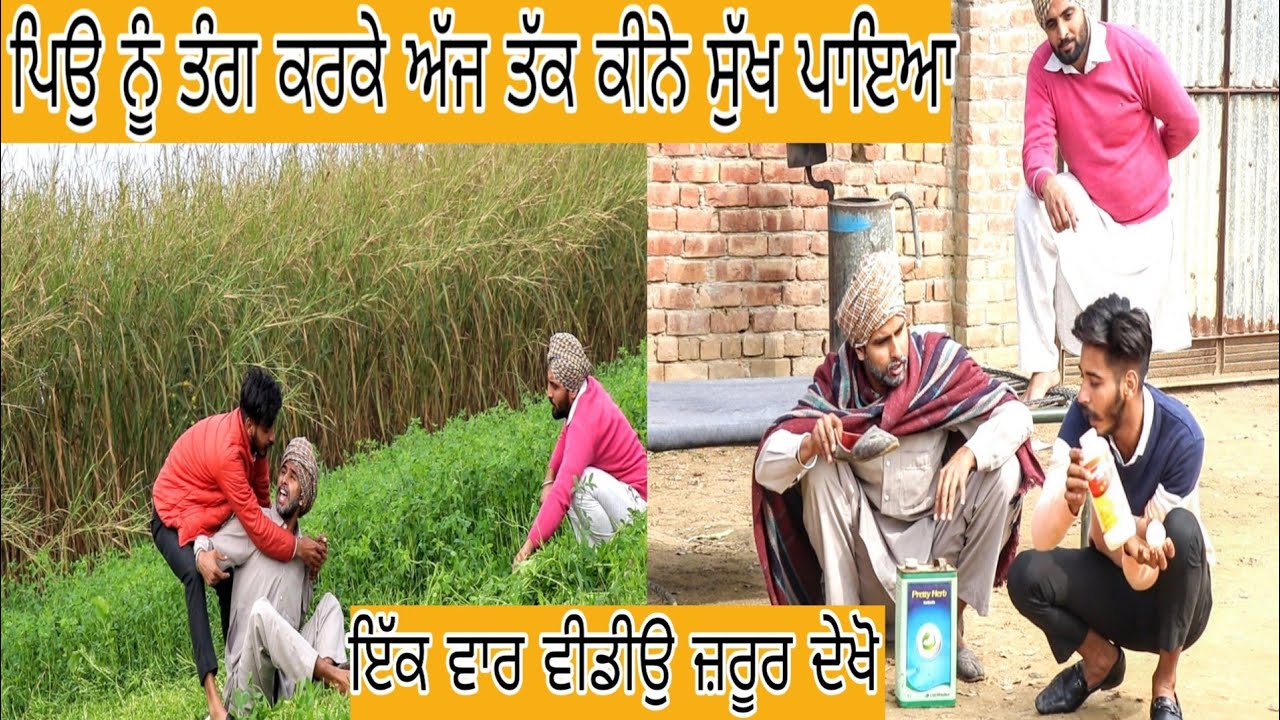 ਪਿਉ ਨੂੰ ਤੰਗ ਕਰਕੇ ਅੱਜ ਤੱਕ ਕੀਨੇ ਸੁੱਖ ਪਾਇਆ
Pretty Herb
ਇੱਕ ਵਾਰ ਵੀਡੀਉ ਜ਼ਰੂਰ ਦੇਖੋ